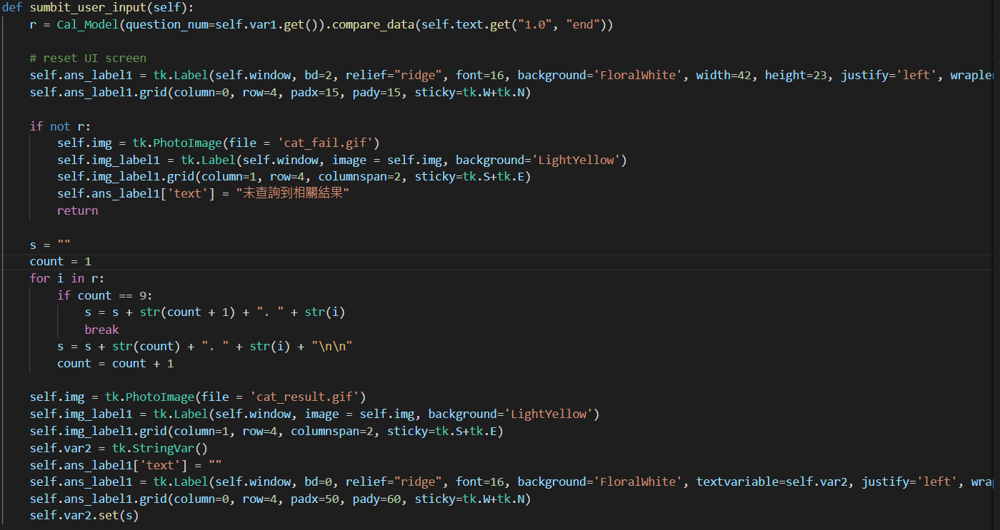 def sumbit_user_input(self):
    r = Cal_Model(question_num=self.var1.get()).compare_data(self.text.get("1.0", "end"))
    # reset UI screen
    self.ans_label1 = tk.Label(self.window, bd=2, relief="ridge", font=16, background='FloralWhite', width=42, height=23, justify='left', wraple
    self.ans_label1.grid(column=0, row=4, padx=15, pady=15, sticky=tk.W+tk.N)
    if not r:
        self.img = tk.PhotoImage(file = 'cat_fail.gif')
        self.img_label1 = tk.Label(self.window, image = self.img, background='LightYellow')
        self.img_label1.grid(column=1, row=4, columnspan=2, sticky=tk.S+tk.E)
        self.ans_label1['text'] = "未查詢到相關結果"
        return
    s = ""
    count = 1
    for i in r:
        if count == 9:
            s = s + str(count + 1) + ". " + str(i)
            break
        s = s + str(count) + ". " + str(i) + "\n\n"
        count = count + 1
    self.img = tk.PhotoImage(file = 'cat_result.gif')
    self.img_label1 = tk.Label(self.window, image = self.img, background='LightYellow')
    self.img_label1.grid(column=1, row=4, columnspan=2, sticky=tk.S+tk.E)
    self.var2 = tk.StringVar()
    self.ans_label1['text'] = ""
    self.ans_label1 = tk.Label(self.window, bd=0, relief="ridge", font=16, background='FloralWhite', textvariable=self.var2, justify='left', wra
    self.ans_label1.grid(column=0, row=4, padx=50, pady=60, sticky=tk.W+tk.N)
    self.var2.set(s)